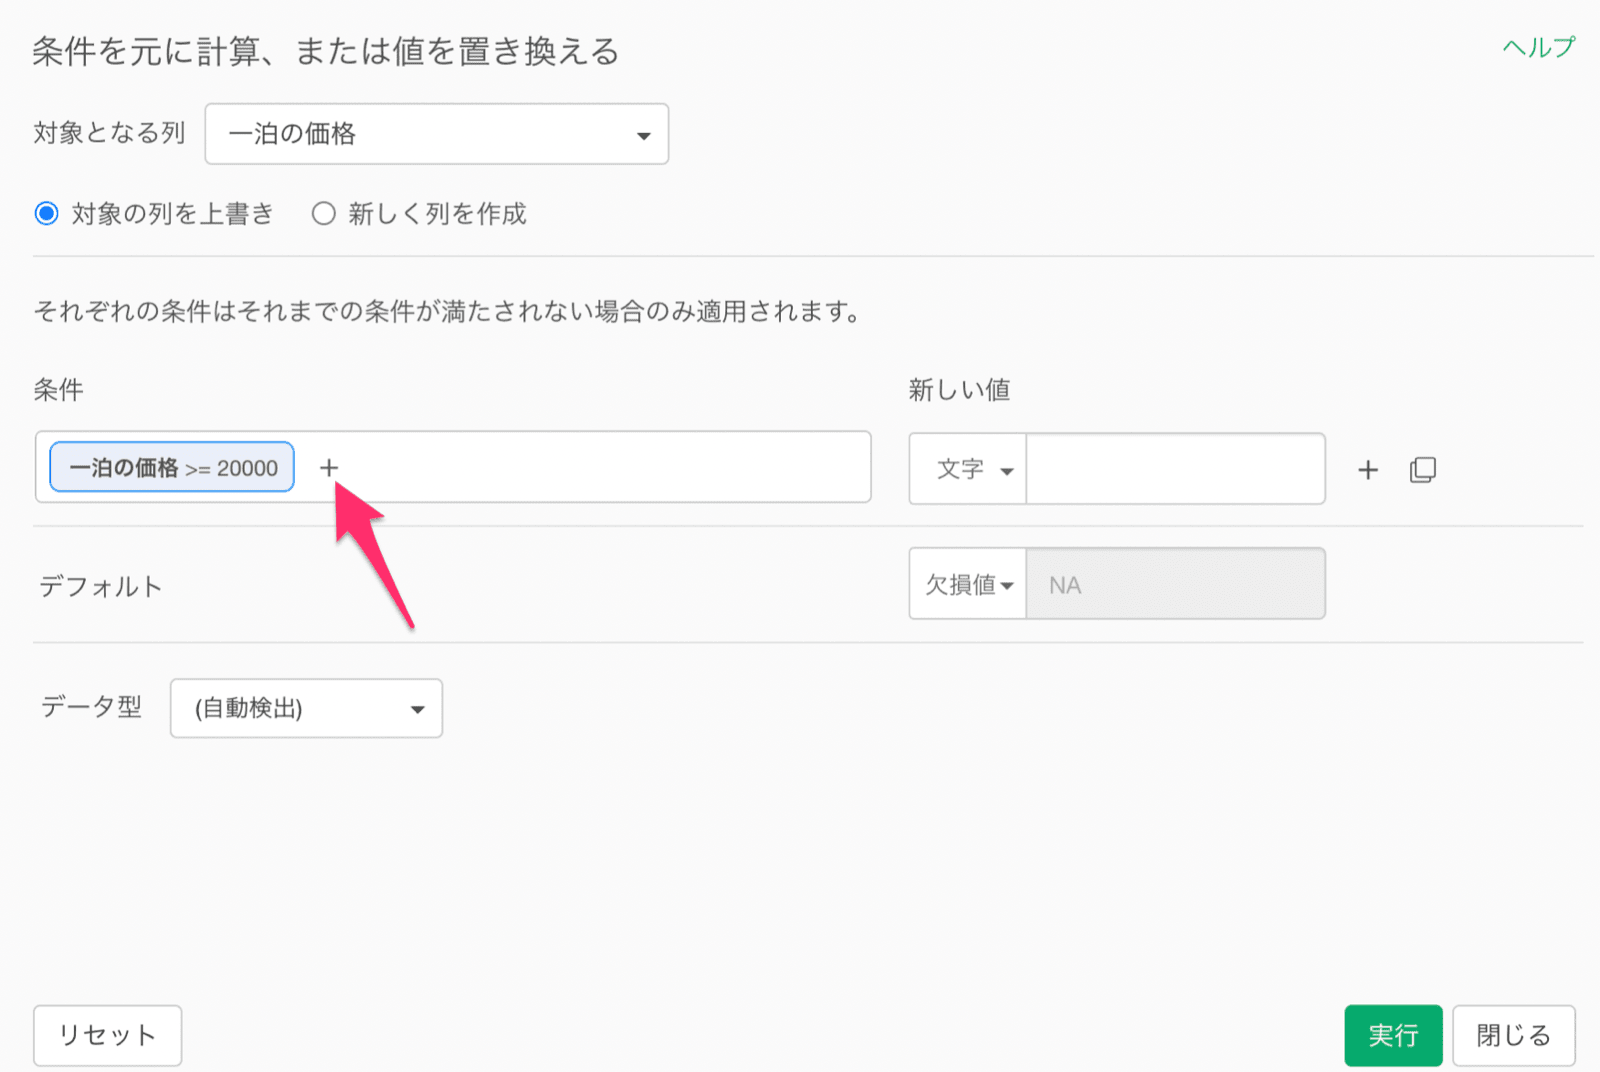 条件を元に計算、または値を置き換える
ヘルプ
対象となる列 一泊の価格
対象の列を上書き 新しく列を作成
それぞれの条件はそれまでの条件が満たされない場合のみ適用されます。
条件 新しい値
一泊の価格 >= 20000 + 文字 +
デフォルト 欠損値 NA
データ型 (自動検出)
リセット 実行 閉じる